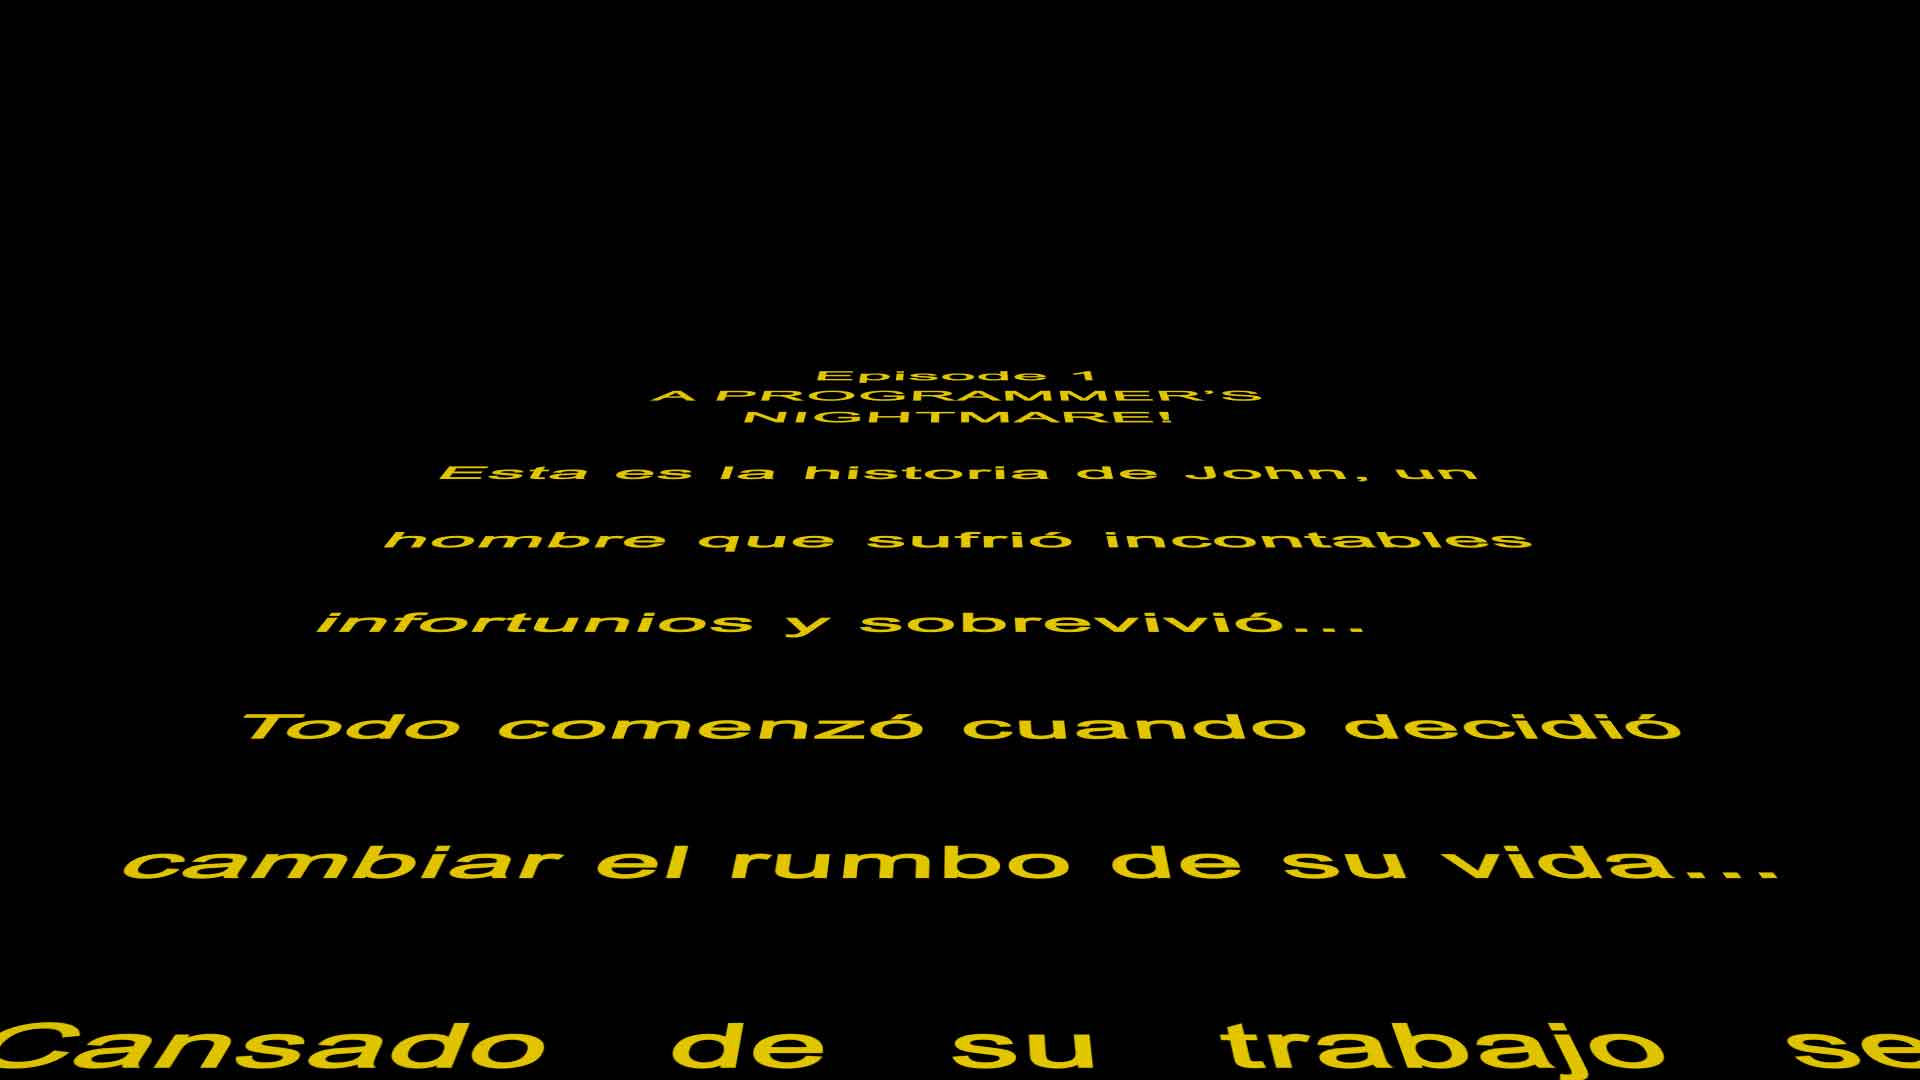 Episode 1
A PROGRAMMER'S
NIGHTMARE!
Esta es la historia de John, un
hombre que sufrió incontables
infortunios y sobrevivió...
Todo comenzó cuando decidió
cambiar el rumbo de su vida...
Cansado de su trabajo se